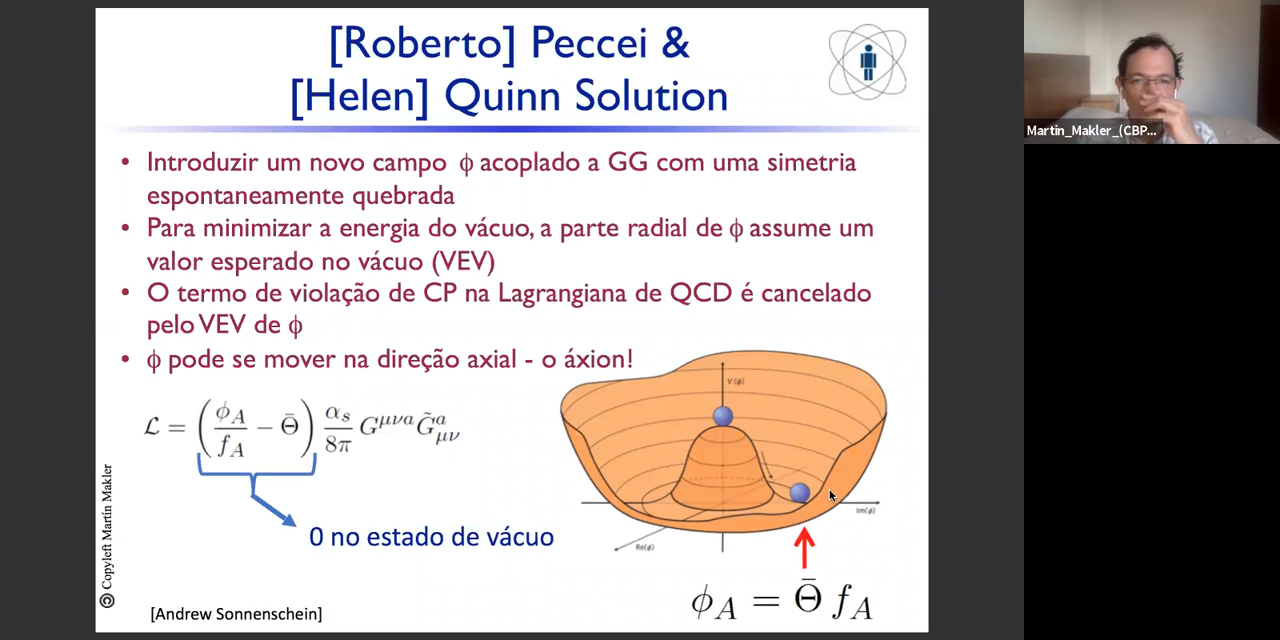 [Roberto] Peccei &
[Helen] Quinn Solution
• Introduzir um novo campo ϕ acoplado a GG com uma simetria
espontaneamente quebrada
• Para minimizar a energia do vácuo, a parte radial de ϕ assume um
valor esperado no vácuo (VEV)
• O termo de violação de CP na Lagrangiana de QCD é cancelado
pelo VEV de ϕ
• ϕ pode se mover na direção axial - o áxion!
ℒ = (ϕ_A/f_A − Θ̄) α_s/8π G^{μνa} G̃^a_{μν}
0 no estado de vácuo
V(ϕ)
Im(ϕ)
Re(ϕ)
ϕ_A = Θ̄ f_A
[Andrew Sonnenschein]
Copyleft Martin Makler
Martin_Makler_(CBP...